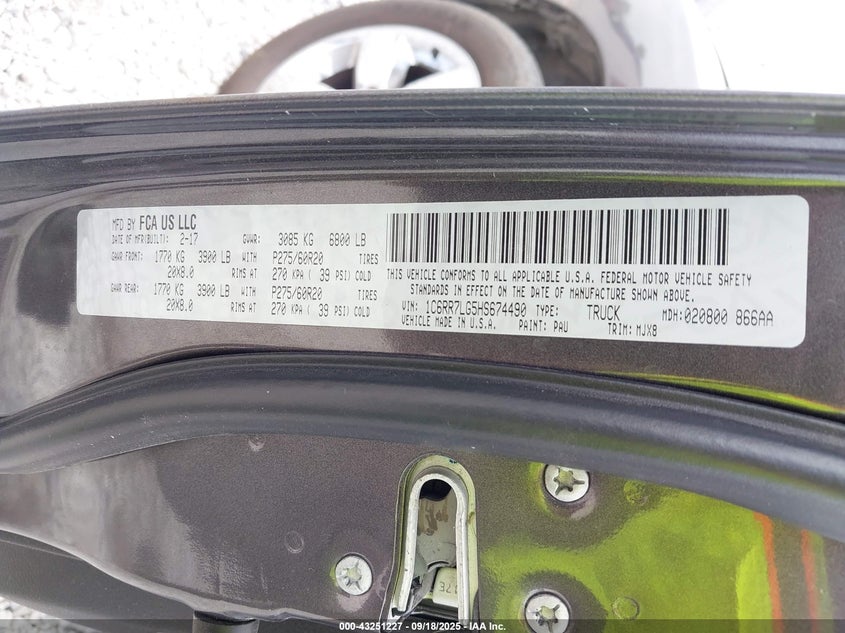 MFD BY FCA US LLC
DATE OF MFR(BUILT): 2-17 GVWR: 3085 KG 6800 LB
GAWR FRONT: 1770 KG 3900 LB WITH P275/60R20 TIRES
20X8.0 RIMS AT 270 KPA ( 39 PSI) COLD
GAWR REAR: 1770 KG 3900 LB WITH P275/60R20 TIRES
20X8.0 RIMS AT 270 KPA ( 39 PSI) COLD
THIS VEHICLE CONFORMS TO ALL APPLICABLE U.S.A. FEDERAL MOTOR VEHICLE SAFETY
STANDARDS IN EFFECT ON THE DATE OF MANUFACTURE SHOWN ABOVE.
VIN: 1C6RR7LG5HS674490 TYPE: TRUCK MDH:020800 866AA
VEHICLE MADE IN U.S.A. PAINT: PAU TRIM: MJX8
000-43251227 - 09/18/2025 - IAA Inc.